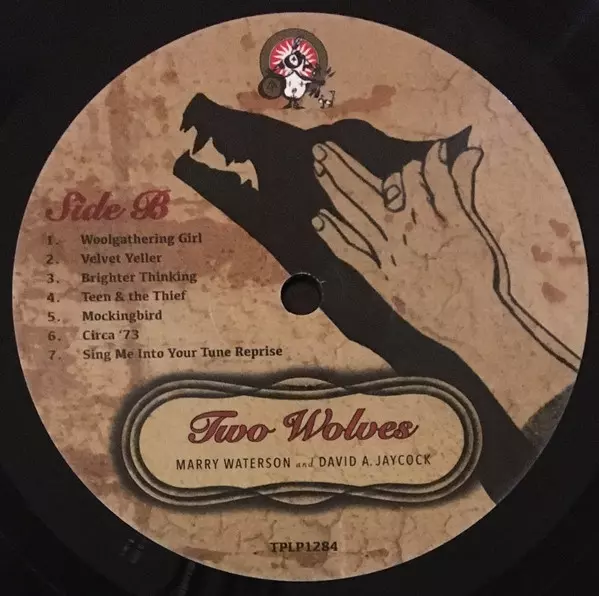 Side B
1. Woolgathering Girl
2. Velvet Yeller
3. Brighter Thinking
4. Teen & the Thief
5. Mockingbird
6. Circa '73
7. Sing Me Into Your Tune Reprise
Two Wolves
MARRY WATERSON and DAVID A. JAYCOCK
TPLP1284